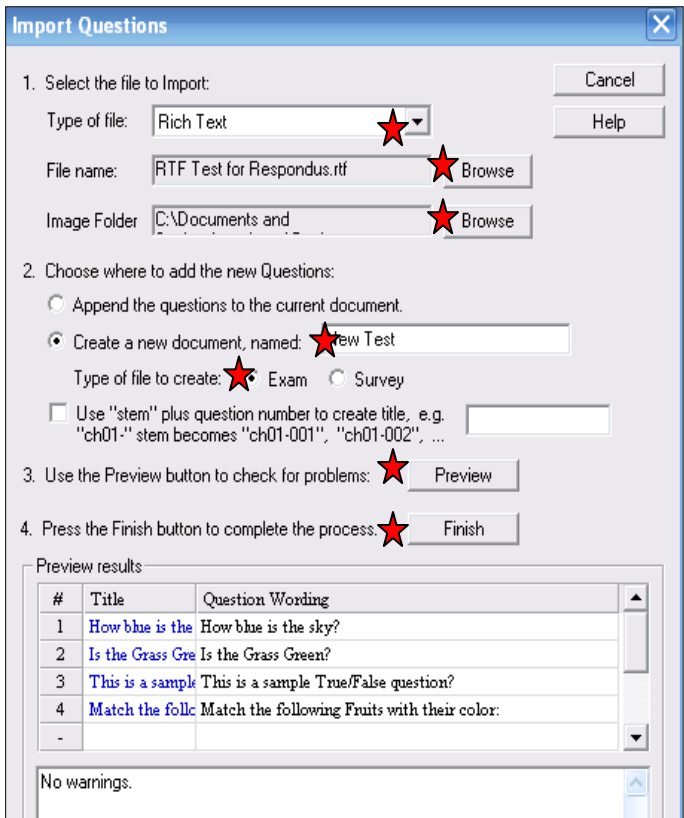 Import Questions
1. Select the file to Import:
Cancel
Type of file: Rich Text
Help
File name: RTF Test for Respondus.rtf Browse
Image Folder C:\Documents and Browse
2. Choose where to add the new Questions:
Append the questions to the current document.
Create a new document, named: ew Test
Type of file to create: Exam Survey
Use "stem" plus question number to create title, e.g.
"ch01-" stem becomes "ch01-001", "ch01-002", ...
3. Use the Preview button to check for problems: Preview
4. Press the Finish button to complete the process. Finish
Preview results
# Title Question Wording
1 How blue is the How blue is the sky?
2 Is the Grass Gre Is the Grass Green?
3 This is a sample This is a sample True/False question?
4 Match the follo Match the following Fruits with their color:
-
No warnings.